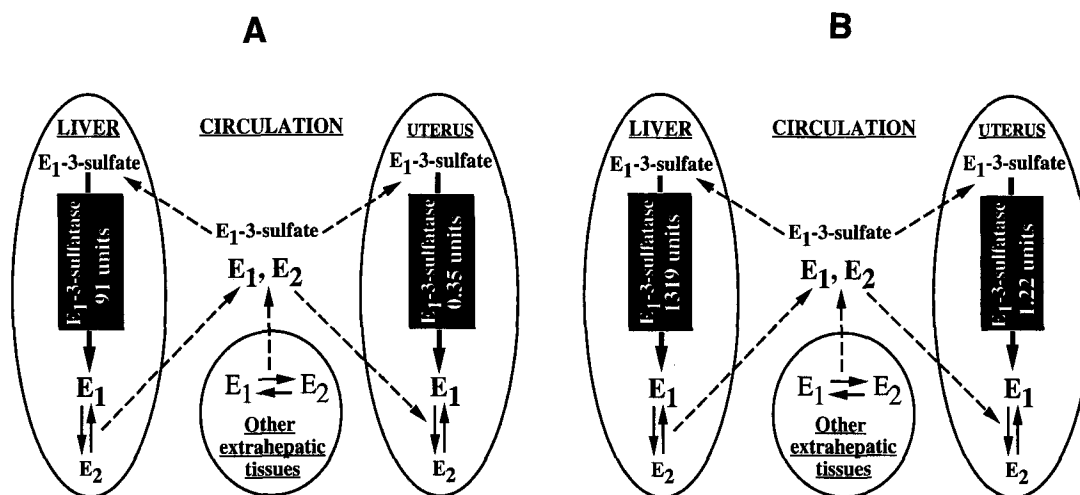 A
LIVER
E1-3-sulfate
E1-3-sulfatase
91 units
E1
E2
CIRCULATION
E1-3-sulfate
E1, E2
E1 E2
Other
extrahepatic
tissues
UTERUS
E1-3-sulfate
E1-3-sulfatase
0.35 units
E1
E2
B
LIVER
E1-3-sulfate
E1-3-sulfatase
1319 units
E1
E2
CIRCULATION
E1-3-sulfate
E1, E2
E1 E2
Other
extrahepatic
tissues
UTERUS
E1-3-sulfate
E1-3-sulfatase
1.22 units
E1
E2